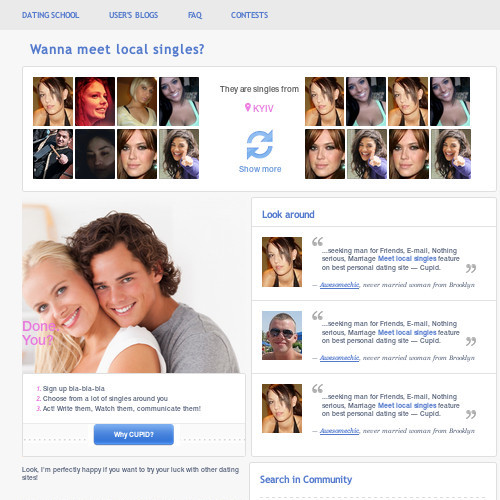 DATING SCHOOL USER'S BLOGS FAQ CONTESTS
Wanna meet local singles?
They are singles from
KYIV
Show more
Done,
You?
1. Sign up bla-bla-bla
2. Choose from a lot of singles around you
3. Act! Write them, Watch them, communicate them!
Why CUPID?
Look, I'm perfectly happy if you want to try your luck with other dating
sites!
Look around
“ ...seeking man for Friends, E-mail, Nothing
serious, Marriage Meet local singles feature
on best personal dating site — Cupid. ”
— Awesomechic, never married woman from Brooklyn
“ ...seeking man for Friends, E-mail, Nothing
serious, Marriage Meet local singles feature
on best personal dating site — Cupid. ”
— Awesomechic, never married woman from Brooklyn
“ ...seeking man for Friends, E-mail, Nothing
serious, Marriage Meet local singles feature
on best personal dating site — Cupid. ”
— Awesomechic, never married woman from Brooklyn
Search in Community